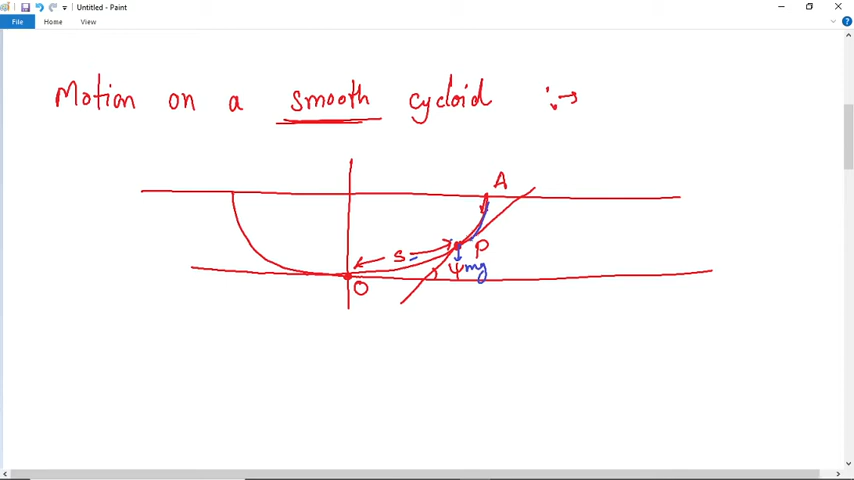 Untitled - Paint
File Home View
Motion on a smooth cycloid :→
A
S P
ψ mg
O